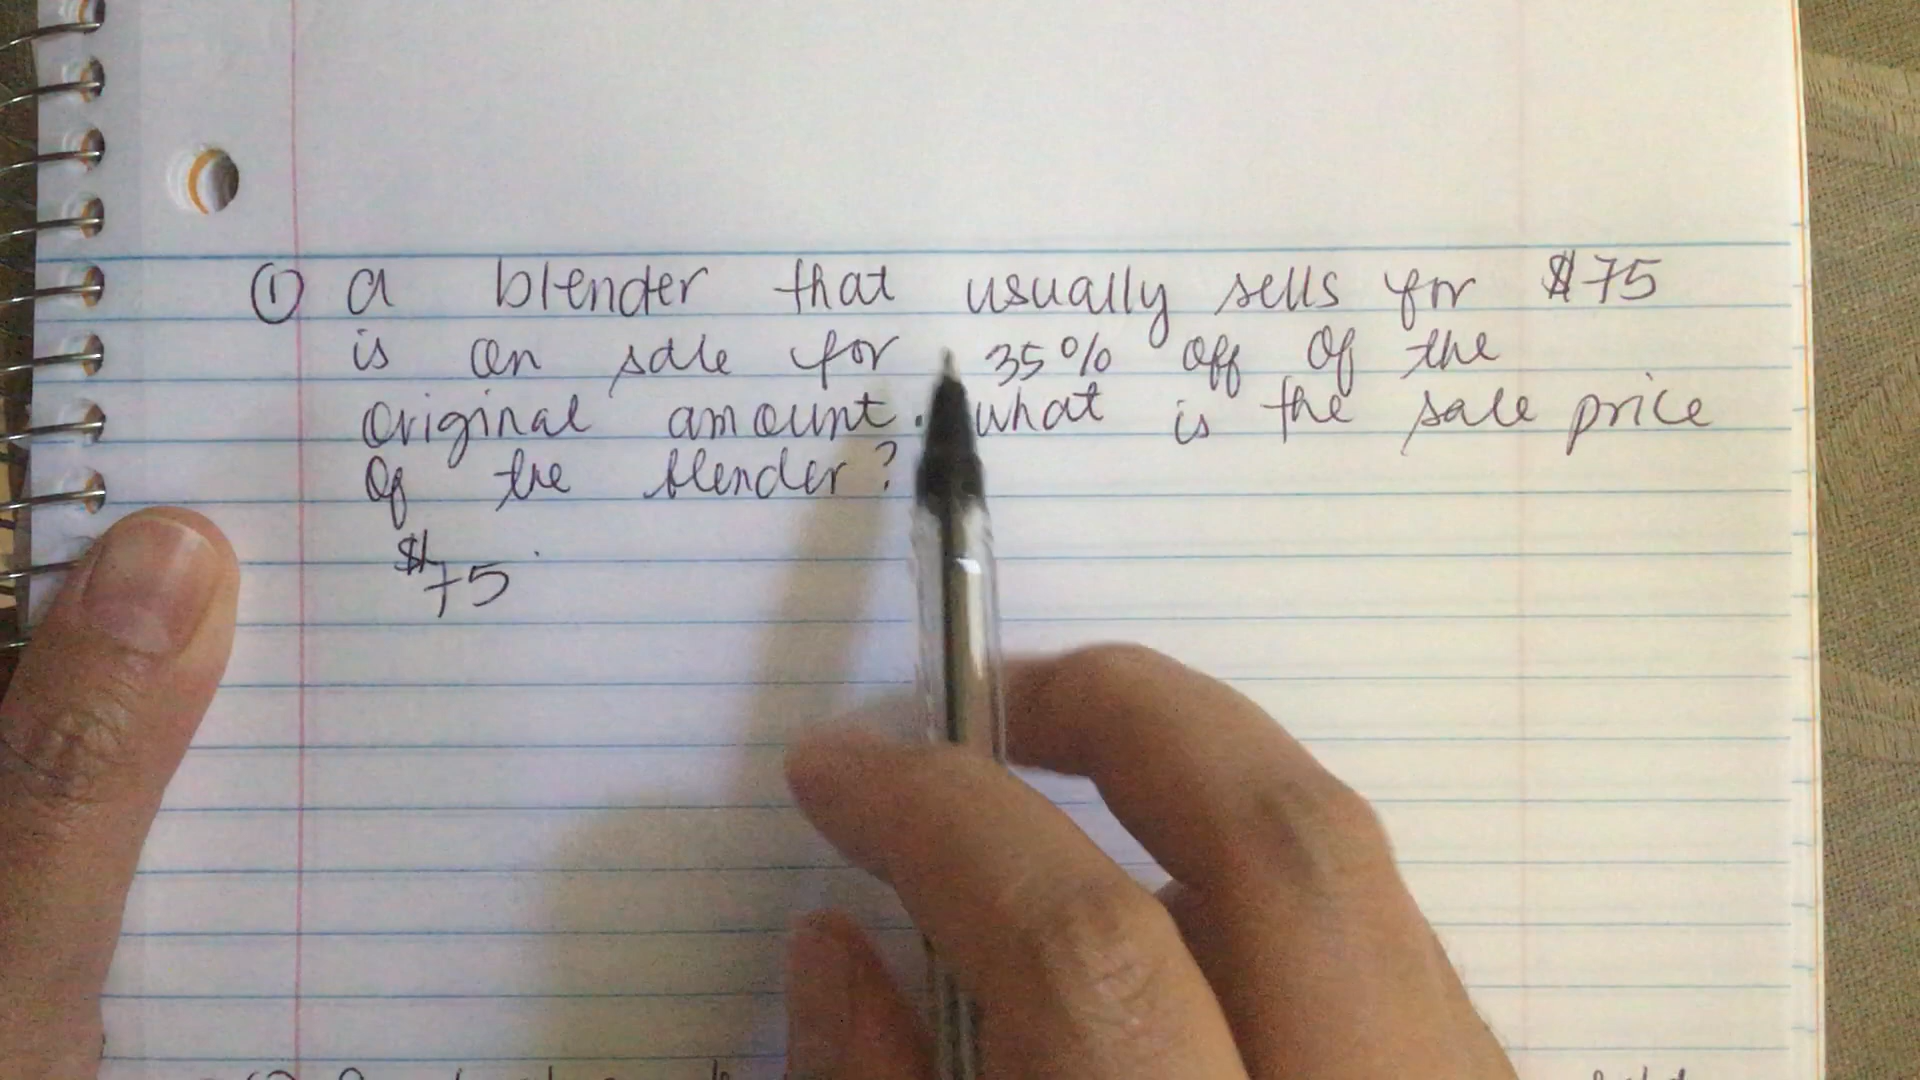 ① a blender that usually sells for $75
is on sale for 35% off of the
original amount. what is the sale price
of the blender?
$75